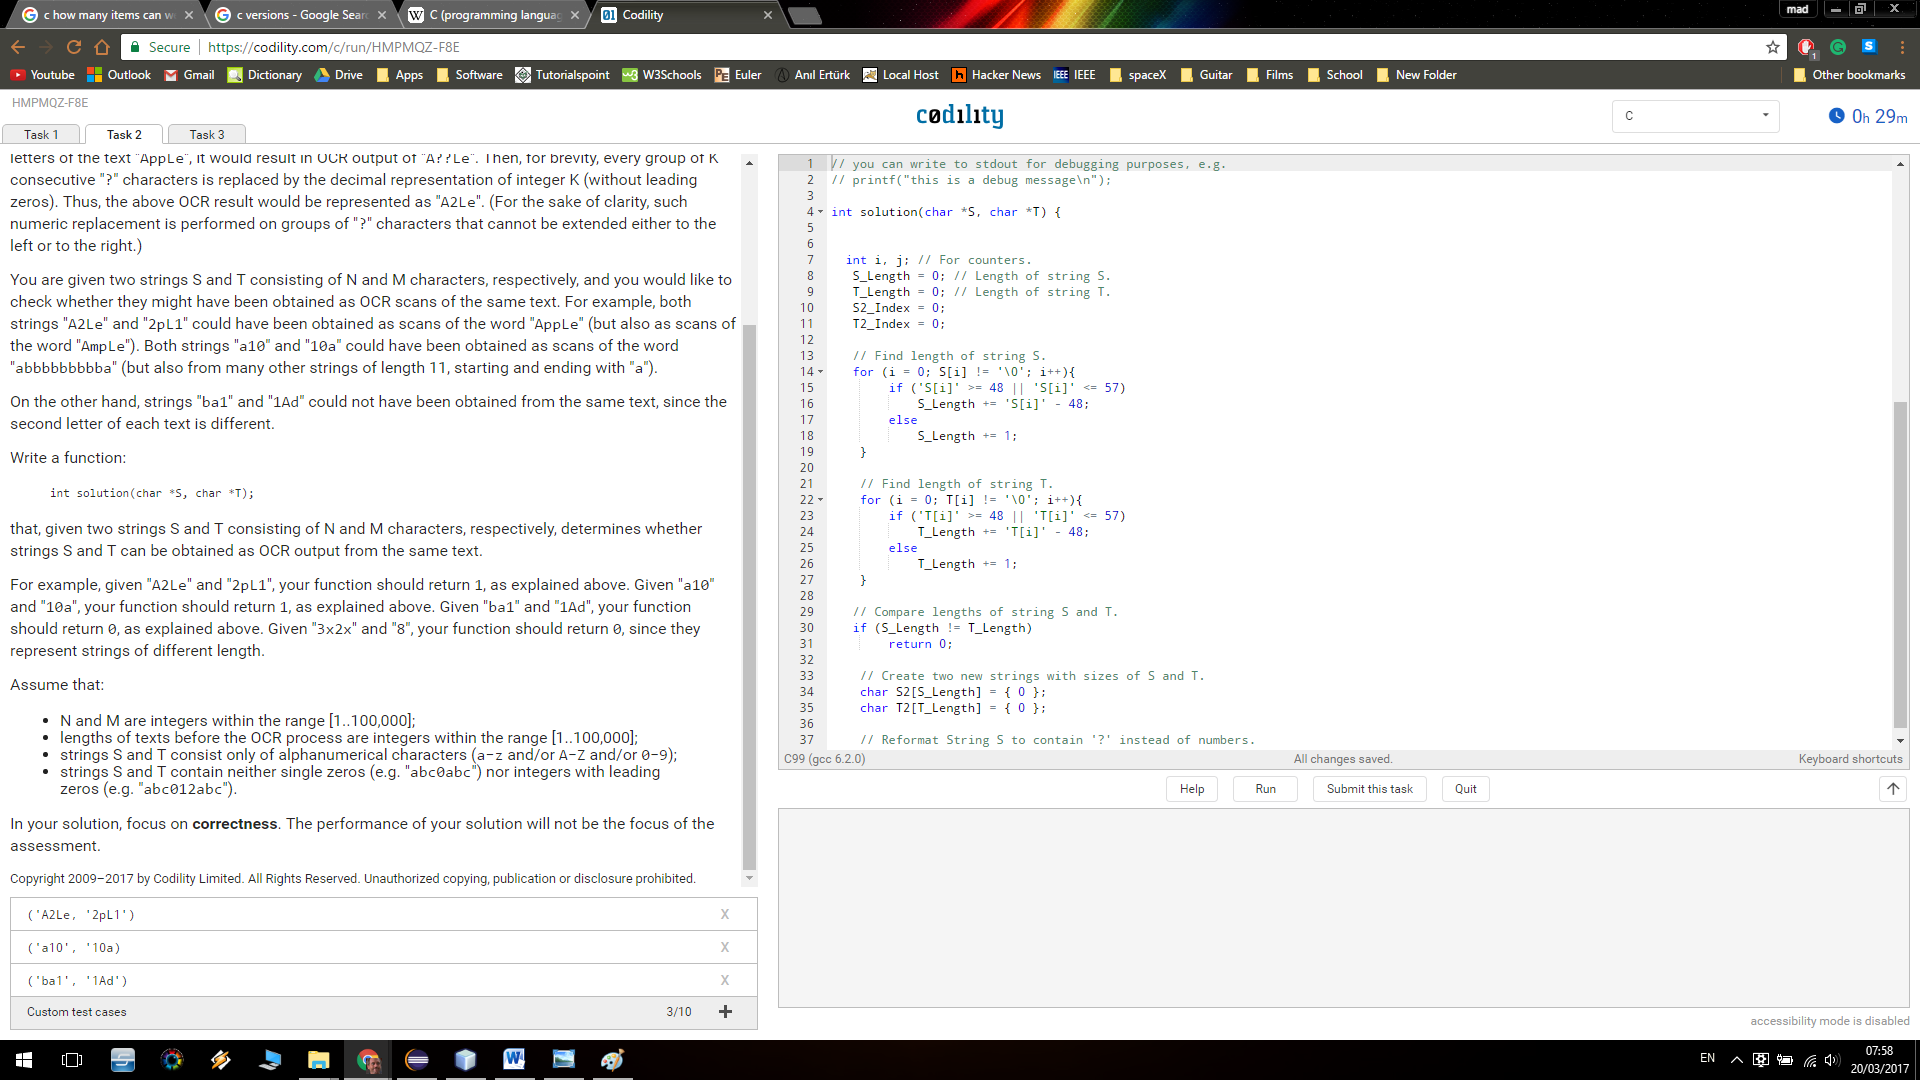 c how many items can w
c versions - Google Sear
C (programming languag
Codility
mad
Secure
https://codility.com/c/run/HMPMQZ-F8E
Youtube
Outlook
Gmail
Dictionary
Drive
Apps
Software
Tutorialspoint
W3Schools
Euler
Anıl Ertürk
Local Host
Hacker News
IEEE
spaceX
Guitar
Films
School
New Folder
Other bookmarks
HMPMQZ-F8E
codility
C
0h 29m
Task 1
Task 2
Task 3
letters of the text "AppLe", it would result in OCR output of "A??Le". Then, for brevity, every group of K
consecutive "?" characters is replaced by the decimal representation of integer K (without leading
zeros). Thus, the above OCR result would be represented as "A2Le". (For the sake of clarity, such
numeric replacement is performed on groups of "?" characters that cannot be extended either to the
left or to the right.)
You are given two strings S and T consisting of N and M characters, respectively, and you would like to
check whether they might have been obtained as OCR scans of the same text. For example, both
strings "A2Le" and "2pL1" could have been obtained as scans of the word "AppLe" (but also as scans of
the word "AmpLe"). Both strings "a10" and "10a" could have been obtained as scans of the word
"abbbbbbbbba" (but also from many other strings of length 11, starting and ending with "a").
On the other hand, strings "ba1" and "1Ad" could not have been obtained from the same text, since the
second letter of each text is different.
Write a function:
int solution(char *S, char *T);
that, given two strings S and T consisting of N and M characters, respectively, determines whether
strings S and T can be obtained as OCR output from the same text.
For example, given "A2Le" and "2pL1", your function should return 1, as explained above. Given "a10"
and "10a", your function should return 1, as explained above. Given "ba1" and "1Ad", your function
should return 0, as explained above. Given "3x2x" and "8", your function should return 0, since they
represent strings of different length.
Assume that:
• N and M are integers within the range [1..100,000];
• lengths of texts before the OCR process are integers within the range [1..100,000];
• strings S and T consist only of alphanumerical characters (a-z and/or A-Z and/or 0-9);
• strings S and T contain neither single zeros (e.g. "abc0abc") nor integers with leading
zeros (e.g. "abc012abc").
In your solution, focus on correctness. The performance of your solution will not be the focus of the
assessment.
Copyright 2009–2017 by Codility Limited. All Rights Reserved. Unauthorized copying, publication or disclosure prohibited.
('A2Le, '2pL1') X
('a10', '10a) X
('ba1', '1Ad') X
Custom test cases 3/10 +
1 // you can write to stdout for debugging purposes, e.g.
2 // printf("this is a debug message\n");
3
4 int solution(char *S, char *T) {
5
6
7 int i, j; // For counters.
8 S_Length = 0; // Length of string S.
9 T_Length = 0; // Length of string T.
10 S2_Index = 0;
11 T2_Index = 0;
12
13 // Find length of string S.
14 for (i = 0; S[i] != '\0'; i++){
15 if ('S[i]' >= 48 || 'S[i]' <= 57)
16 S_Length += 'S[i]' - 48;
17 else
18 S_Length += 1;
19 }
20
21 // Find length of string T.
22 for (i = 0; T[i] != '\0'; i++){
23 if ('T[i]' >= 48 || 'T[i]' <= 57)
24 T_Length += 'T[i]' - 48;
25 else
26 T_Length += 1;
27 }
28
29 // Compare lengths of string S and T.
30 if (S_Length != T_Length)
31 return 0;
32
33 // Create two new strings with sizes of S and T.
34 char S2[S_Length] = { 0 };
35 char T2[T_Length] = { 0 };
36
37 // Reformat String S to contain '?' instead of numbers.
C99 (gcc 6.2.0)
All changes saved.
Keyboard shortcuts
Help
Run
Submit this task
Quit
accessibility mode is disabled
EN
07:58
20/03/2017